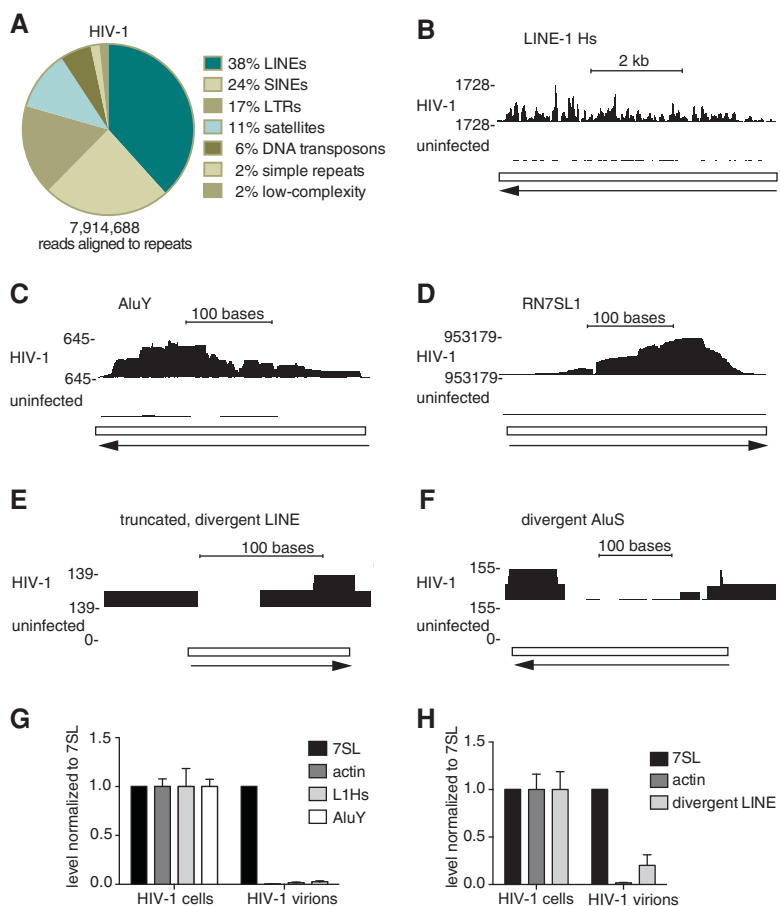 A
HIV-1
38% LINEs
24% SINEs
17% LTRs
11% satellites
6% DNA transposons
2% simple repeats
2% low-complexity
7,914,688
reads aligned to repeats
B
LINE-1 Hs
2 kb
1728-
HIV-1
1728-
uninfected
C
AluY
100 bases
645-
HIV-1
645-
uninfected
D
RN7SL1
100 bases
953179-
HIV-1
953179-
uninfected
E
truncated, divergent LINE
100 bases
HIV-1
139-
139-
uninfected
0-
F
divergent AluS
100 bases
HIV-1
155-
155-
uninfected
0-
G
level normalized to 7SL
1.5
1.0
0.5
0.0
7SL
actin
L1Hs
AluY
HIV-1 cells
HIV-1 virions
H
level normalized to 7SL
1.5
1.0
0.5
0.0
7SL
actin
divergent LINE
HIV-1 cells
HIV-1 virions